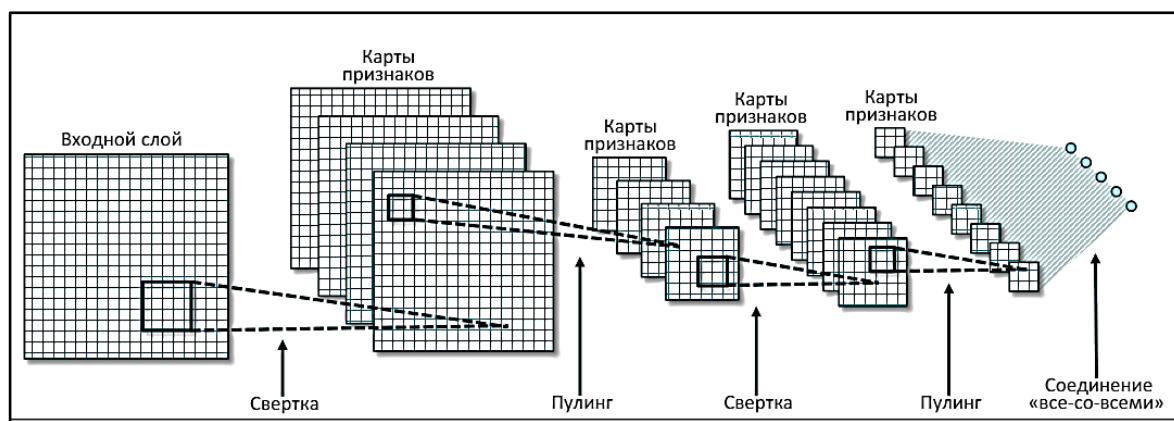 Входной слой
Карты
признаков
Карты
признаков
Карты
признаков
Карты
признаков
Свертка
Пулинг
Свертка
Пулинг
Соединение
«все-со-всеми»